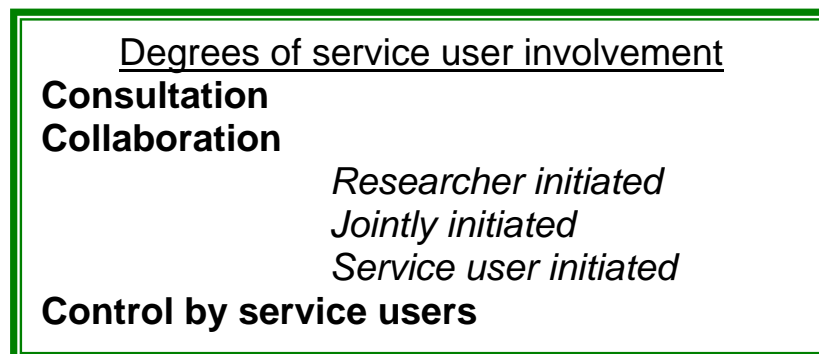 Degrees of service user involvement
Consultation
Collaboration
Researcher initiated
Jointly initiated
Service user initiated
Control by service users